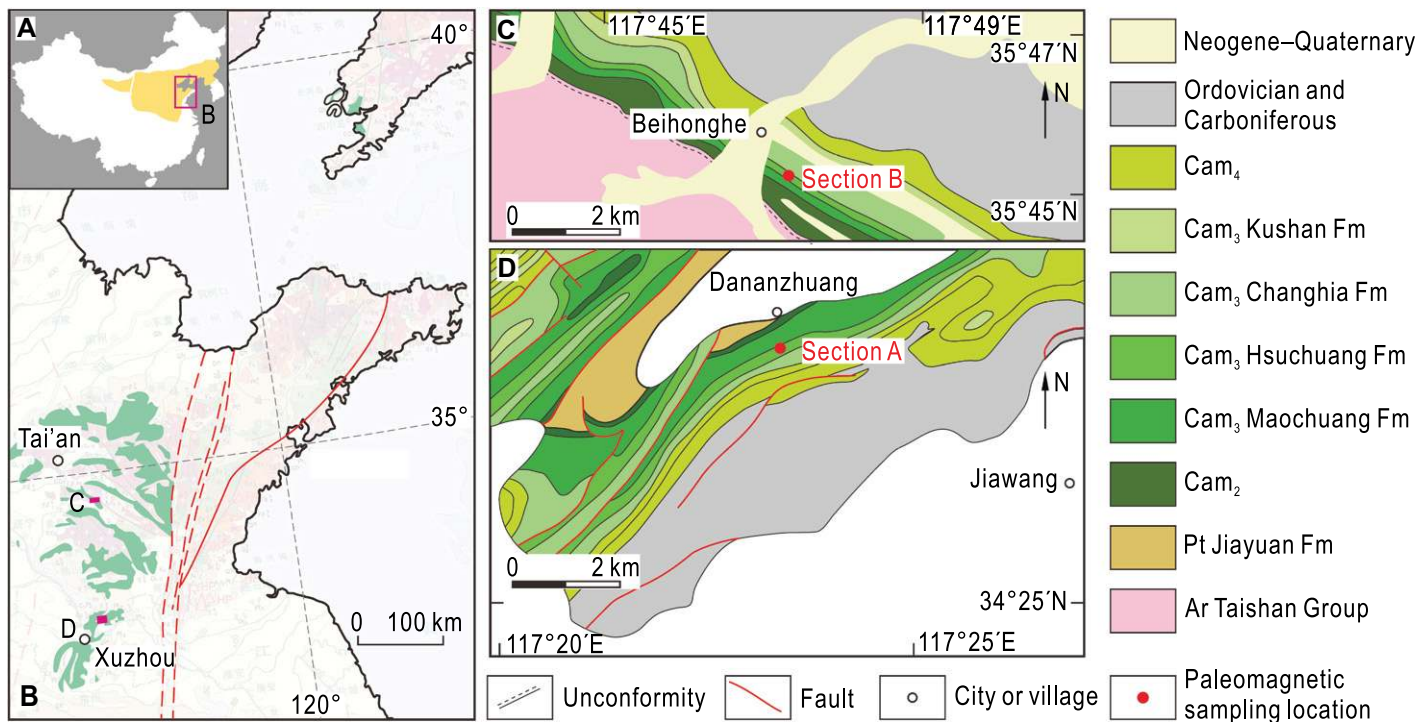 A
B
40°
35°
Tai’an
C
D
Xuzhou
0 100 km
120°
B
C
117°45′E
117°49′E
35°47′N
N
Beihonghe
Section B
0 2 km
35°45′N
D
Dananzhuang
Section A
N
Jiawang
0 2 km
34°25′N
117°20′E
117°25′E
Neogene–Quaternary
Ordovician and
Carboniferous
Cam₄
Cam₃ Kushan Fm
Cam₃ Changhia Fm
Cam₃ Hsuchuang Fm
Cam₃ Maochuang Fm
Cam₂
Pt Jiayuan Fm
Ar Taishan Group
Unconformity
Fault
City or village
Paleomagnetic
sampling location